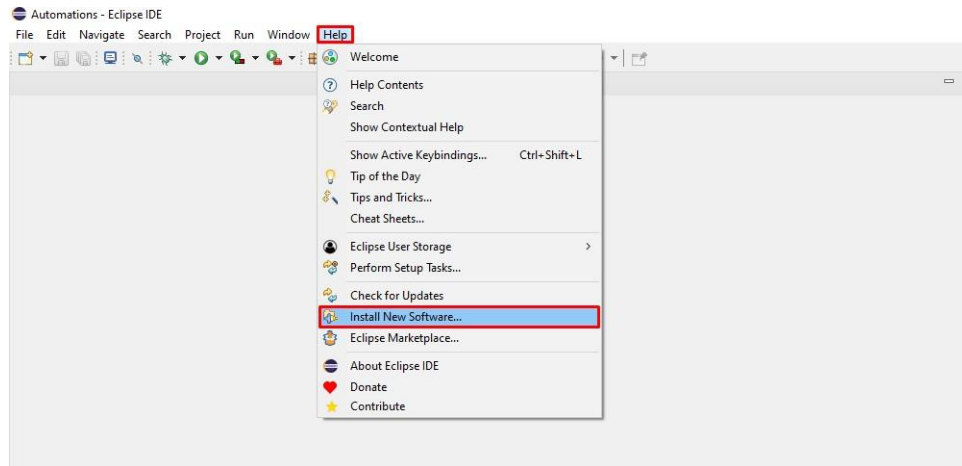 Automations - Eclipse IDE
File Edit Navigate Search Project Run Window Help
Welcome
Help Contents
Search
Show Contextual Help
Show Active Keybindings... Ctrl+Shift+L
Tip of the Day
Tips and Tricks...
Cheat Sheets...
Eclipse User Storage
Perform Setup Tasks...
Check for Updates
Install New Software...
Eclipse Marketplace...
About Eclipse IDE
Donate
Contribute